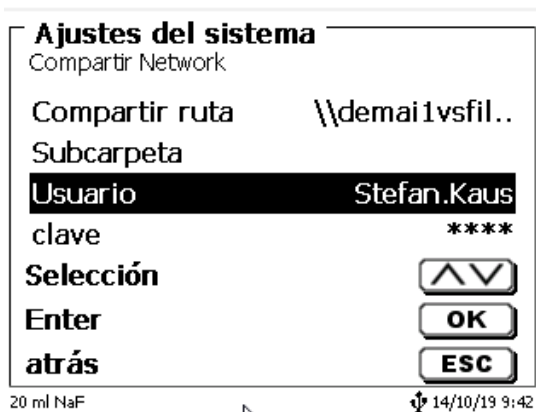 Ajustes del sistema
Compartir Network
Compartir ruta \\demai1vsfil..
Subcarpeta
Usuario Stefan.Kaus
clave ****
Selección
Enter OK
atrás ESC
20 ml NaF 14/10/19 9:42